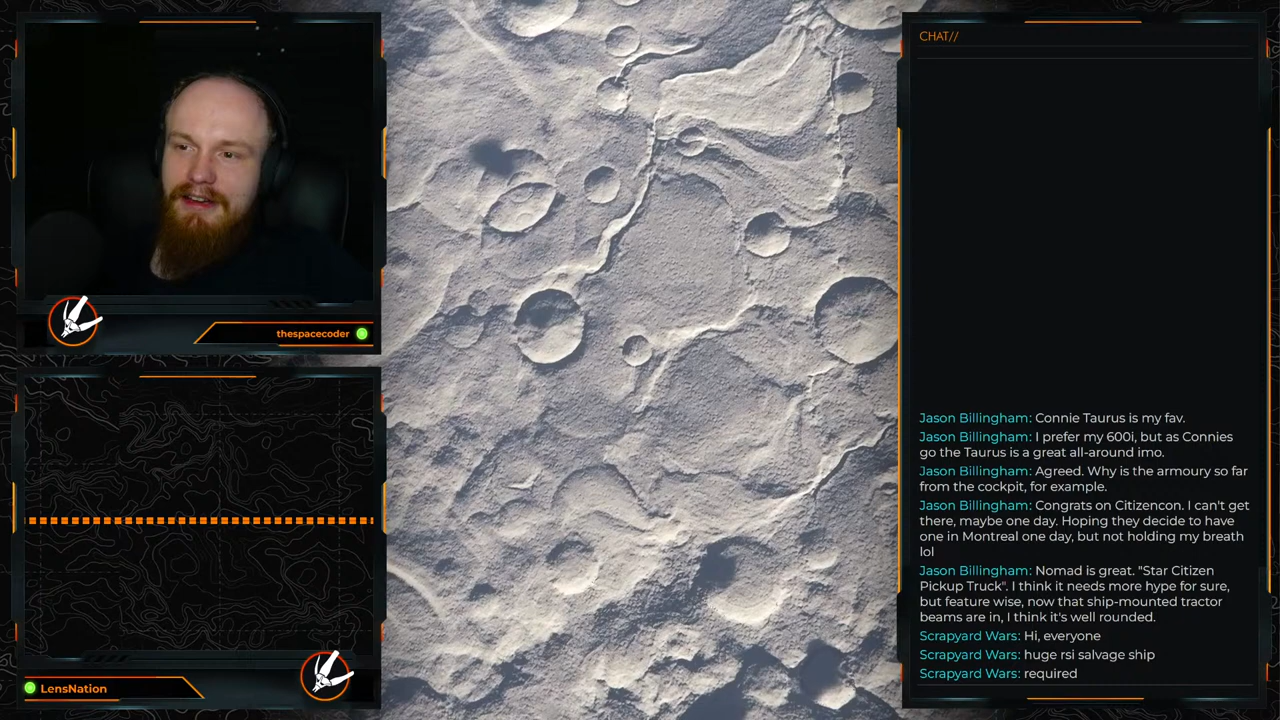 CHAT//
thespacecoder
Jason Billingham: Connie Taurus is my fav.
Jason Billingham: I prefer my 600i, but as Connies
go the Taurus is a great all-around imo.
Jason Billingham: Agreed. Why is the armoury so far
from the cockpit, for example.
Jason Billingham: Congrats on Citizencon. I can't get
there, maybe one day. Hoping they decide to have
one in Montreal one day, but not holding my breath
lol
Jason Billingham: Nomad is great. "Star Citizen
Pickup Truck". I think it needs more hype for sure,
but feature wise, now that ship-mounted tractor
beams are in, I think it's well rounded.
Scrapyard Wars: Hi, everyone
Scrapyard Wars: huge rsi salvage ship
Scrapyard Wars: required
LensNation